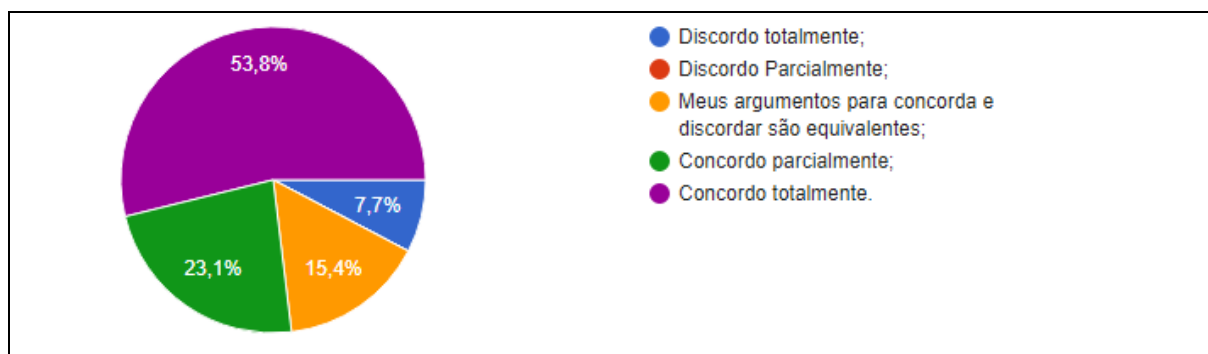 53,8%
7,7%
23,1%
15,4%
Discordo totalmente;
Discordo Parcialmente;
Meus argumentos para concorda e
discordar são equivalentes;
Concordo parcialmente;
Concordo totalmente.